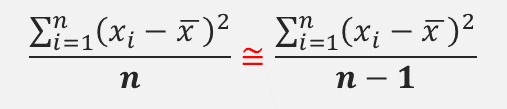 ∑ⁿᵢ₌₁(xᵢ − x̄)² / n ≅ ∑ⁿᵢ₌₁(xᵢ − x̄)² / n − 1